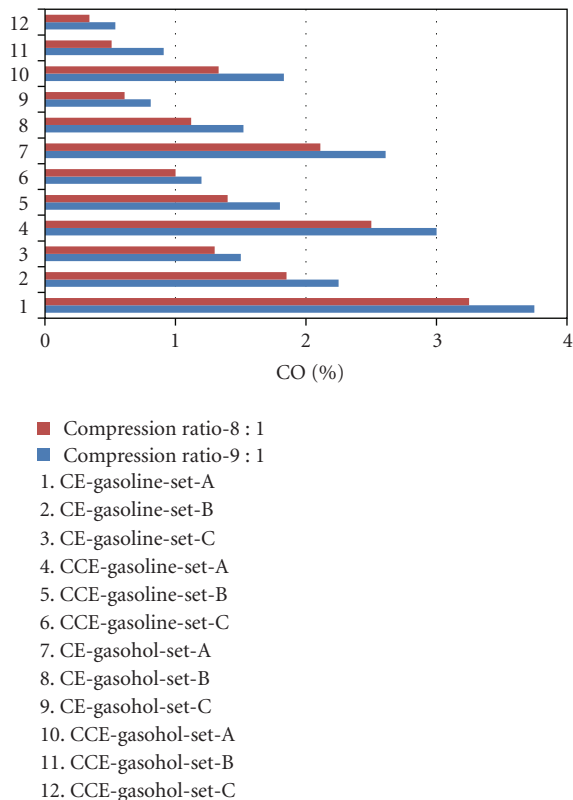 12
11
10
9
8
7
6
5
4
3
2
1
0 1 2 3 4
CO (%)
Compression ratio-8 : 1
Compression ratio-9 : 1
1. CE-gasoline-set-A
2. CE-gasoline-set-B
3. CE-gasoline-set-C
4. CCE-gasoline-set-A
5. CCE-gasoline-set-B
6. CCE-gasoline-set-C
7. CE-gasohol-set-A
8. CE-gasohol-set-B
9. CE-gasohol-set-C
10. CCE-gasohol-set-A
11. CCE-gasohol-set-B
12. CCE-gasohol-set-C